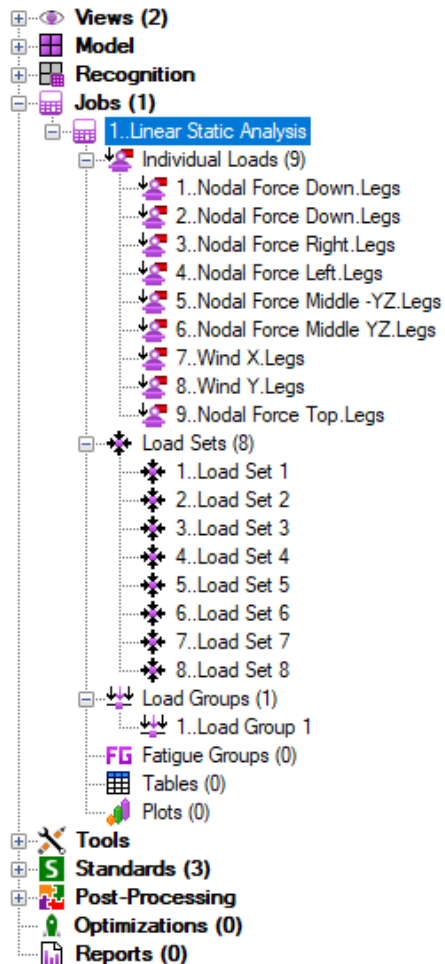 Views (2)
Model
Recognition
Jobs (1)
1..Linear Static Analysis
Individual Loads (9)
1..Nodal Force Down.Legs
2..Nodal Force Down.Legs
3..Nodal Force Right.Legs
4..Nodal Force Left.Legs
5..Nodal Force Middle -YZ.Legs
6..Nodal Force Middle YZ.Legs
7..Wind X.Legs
8..Wind Y.Legs
9..Nodal Force Top.Legs
Load Sets (8)
1..Load Set 1
2..Load Set 2
3..Load Set 3
4..Load Set 4
5..Load Set 5
6..Load Set 6
7..Load Set 7
8..Load Set 8
Load Groups (1)
1..Load Group 1
FG Fatigue Groups (0)
Tables (0)
Plots (0)
Tools
S Standards (3)
Post-Processing
Optimizations (0)
Reports (0)